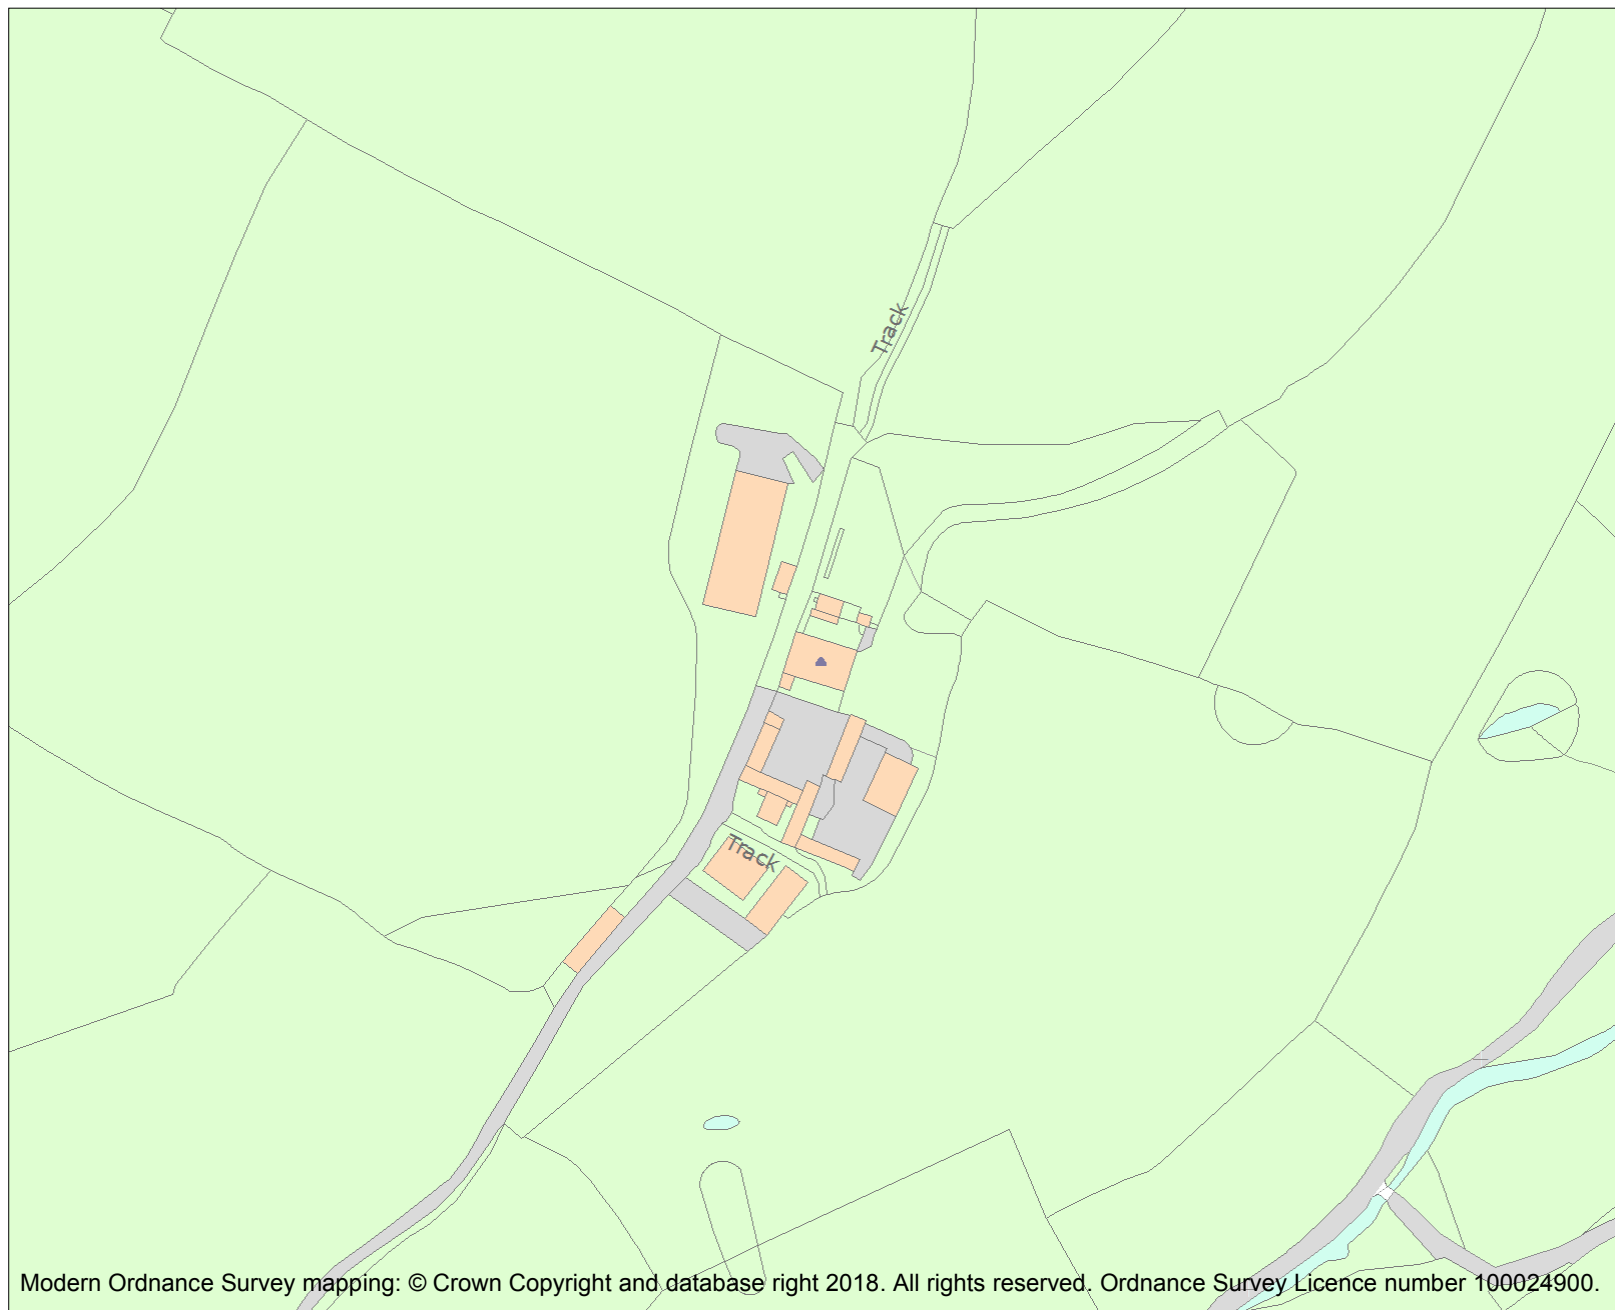 Track
Track
Modern Ordnance Survey mapping: © Crown Copyright and database right 2018. All rights reserved. Ordnance Survey Licence number 100024900.